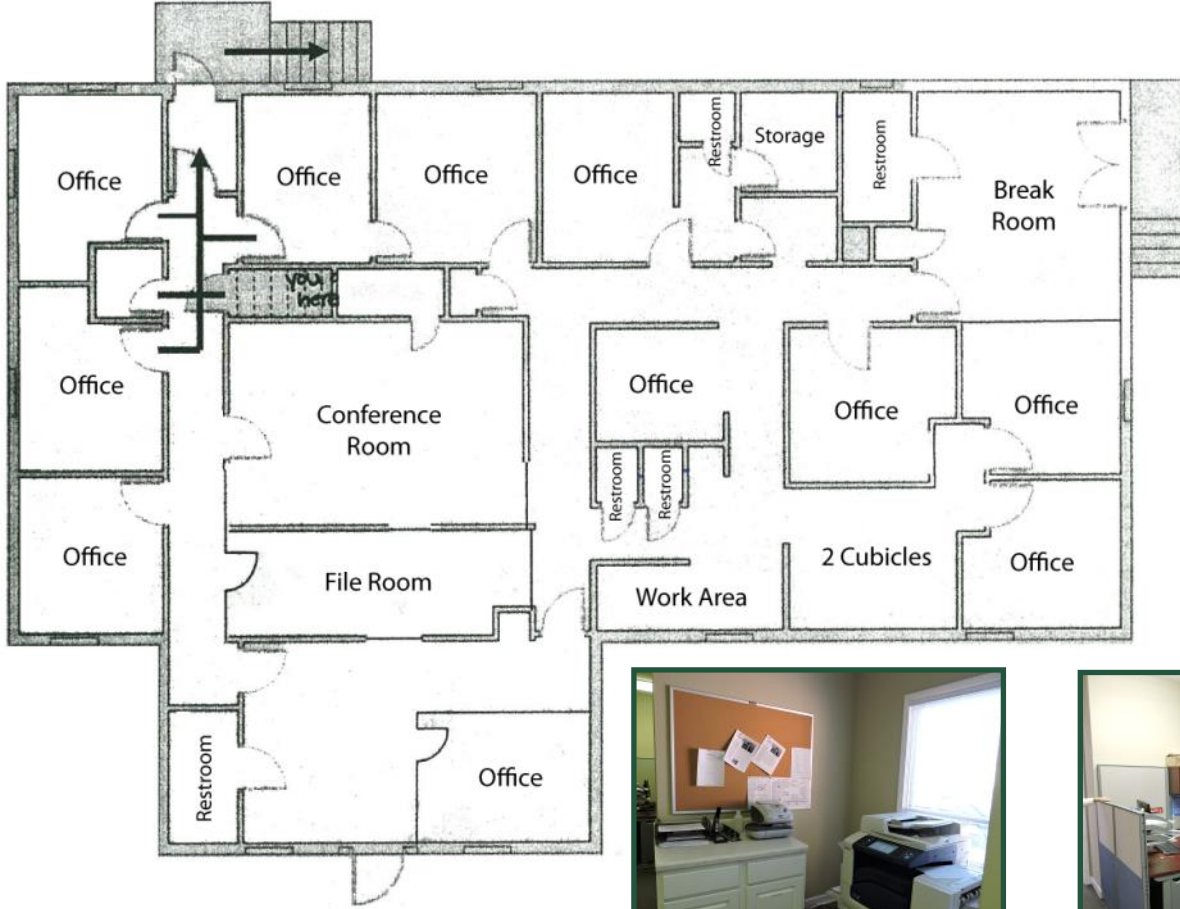 Restroom
Storage
Restroom
Office
Office
Office
Office
Break
Room
you
here
Office
Conference
Room
Office
Office
Office
Restroom
Restroom
Office
File Room
2 Cubicles
Office
Work Area
Restroom
Office